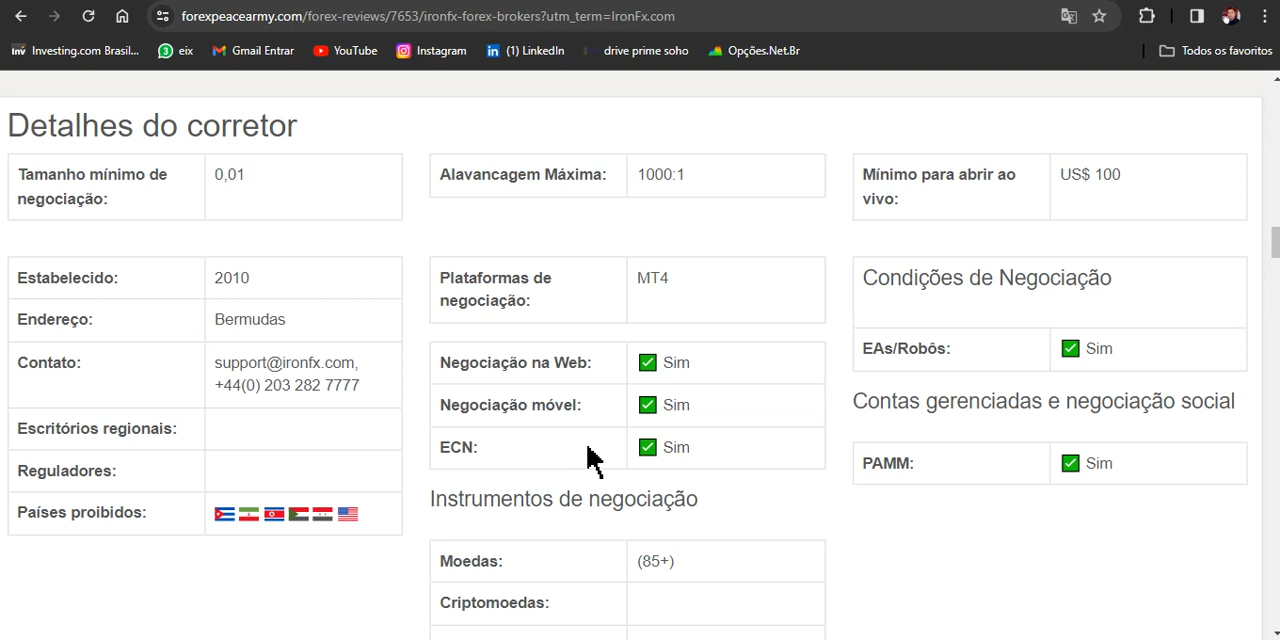 forexpeacearmy.com/forex-reviews/7653/ironfx-forex-brokers?utm_term=IronFx.com
Investing.com Brasil...
3 eix
Gmail Entrar
YouTube
Instagram
(1) LinkedIn
drive prime soho
Opções.Net.Br
Todos os favoritos
Detalhes do corretor
Tamanho mínimo de
negociação:
0,01
Alavancagem Máxima:
1000:1
Mínimo para abrir ao
vivo:
US$ 100
Estabelecido:
2010
Endereço:
Bermudas
Contato:
support@ironfx.com,
+44(0) 203 282 7777
Escritórios regionais:
Reguladores:
Países proibidos:
Plataformas de
negociação:
MT4
Negociação na Web:
Sim
Negociação móvel:
Sim
ECN:
Sim
Instrumentos de negociação
Moedas:
(85+)
Criptomoedas:
Condições de Negociação
EAs/Robôs:
Sim
Contas gerenciadas e negociação social
PAMM:
Sim